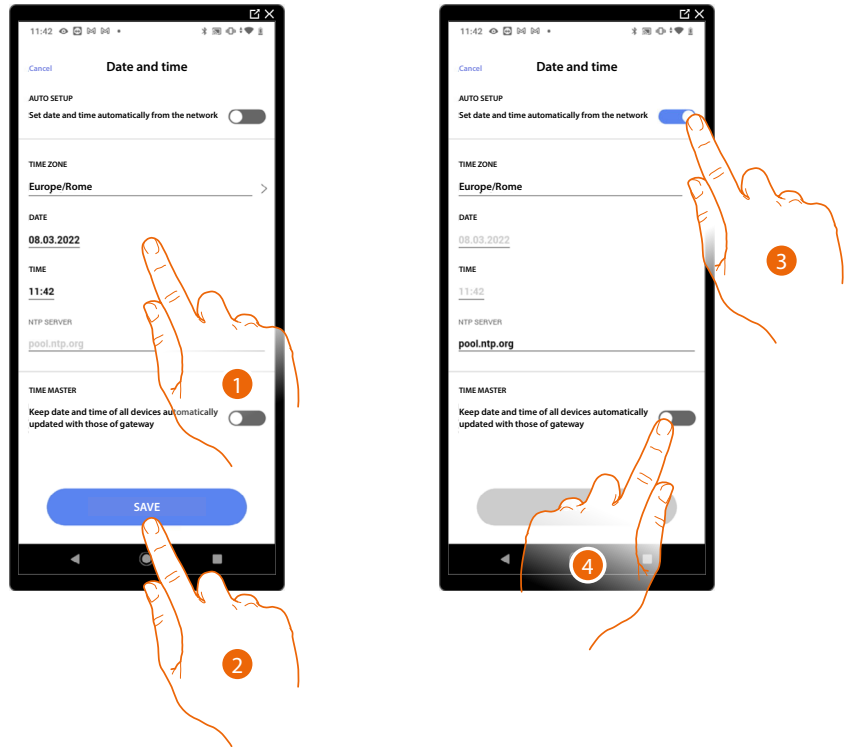 11:42
Cancel
Date and time
AUTO SETUP
Set date and time automatically from the network
TIME ZONE
Europe/Rome
DATE
08.03.2022
TIME
11:42
NTP SERVER
pool.ntp.org
TIME MASTER
Keep date and time of all devices automatically
updated with those of gateway
SAVE
1
2
11:42
Cancel
Date and time
AUTO SETUP
Set date and time automatically from the network
TIME ZONE
Europe/Rome
DATE
08.03.2022
TIME
11:42
NTP SERVER
pool.ntp.org
TIME MASTER
Keep date and time of all devices automatically
updated with those of gateway
3
4